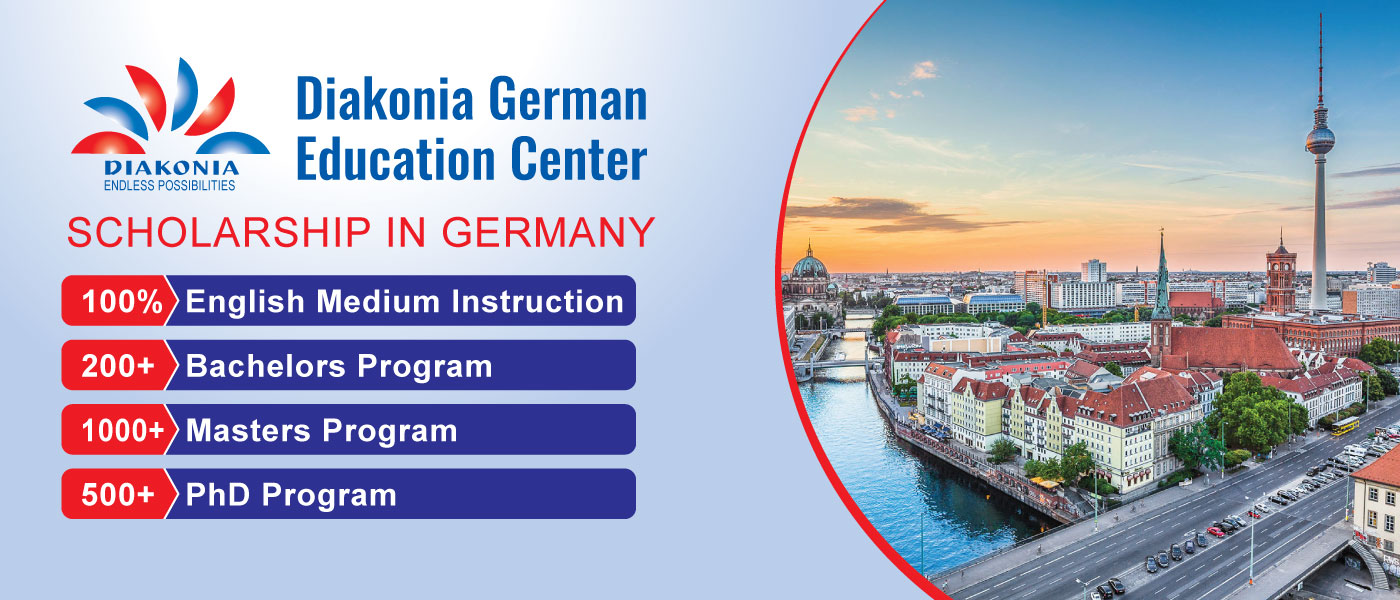 DIAKONIA
ENDLESS POSSIBILITIES
Diakonia German
Education Center
SCHOLARSHIP IN GERMANY
100% English Medium Instruction
200+ Bachelors Program
1000+ Masters Program
500+ PhD Program